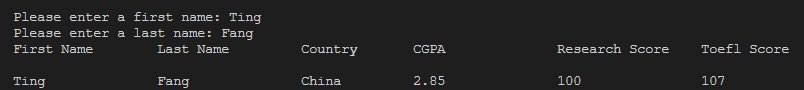 Please enter a first name: Ting
Please enter a last name: Fang
First Name Last Name Country CGPA Research Score Toefl Score
Ting Fang China 2.85 100 107